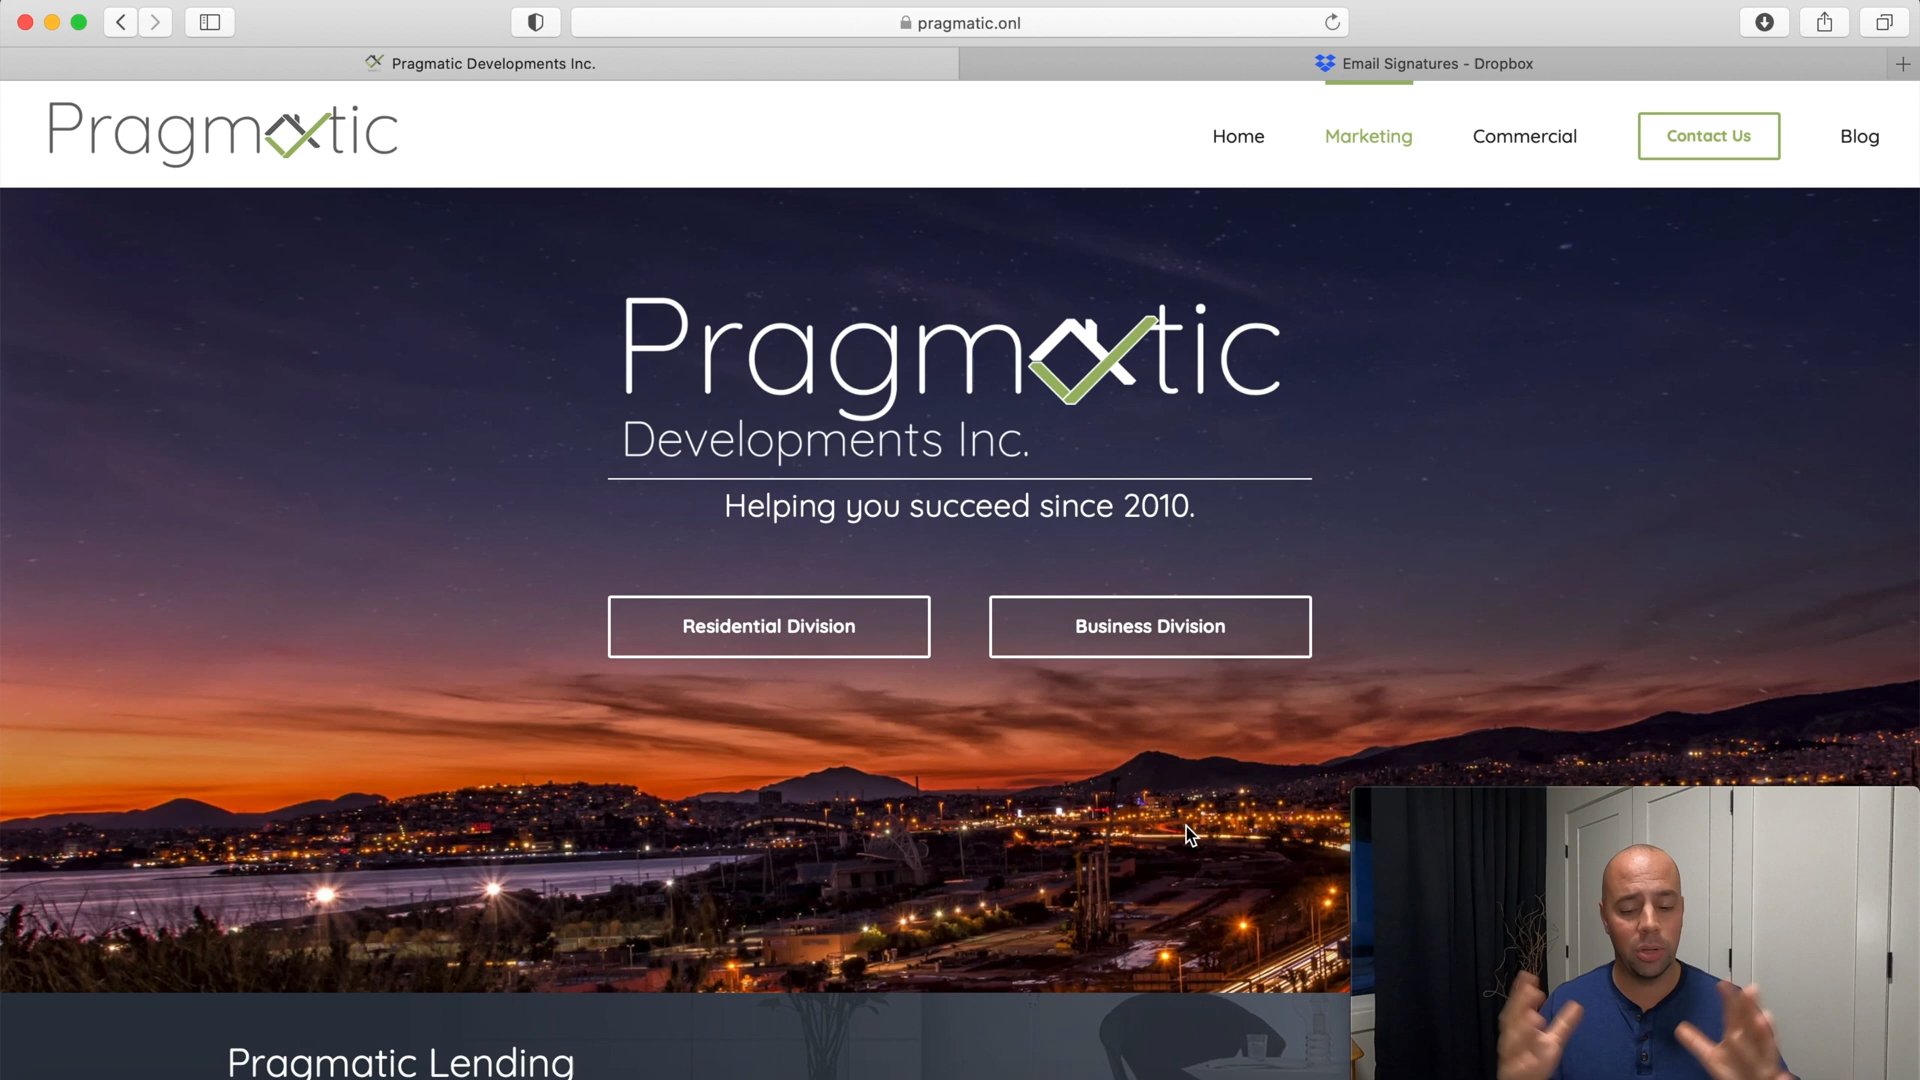 pragmatic.onl
Pragmatic Developments Inc.
Email Signatures - Dropbox
Pragmatic
Home
Marketing
Commercial
Contact Us
Blog
Pragmatic
Developments Inc.
Helping you succeed since 2010.
Residential Division
Business Division
Pragmatic Lending